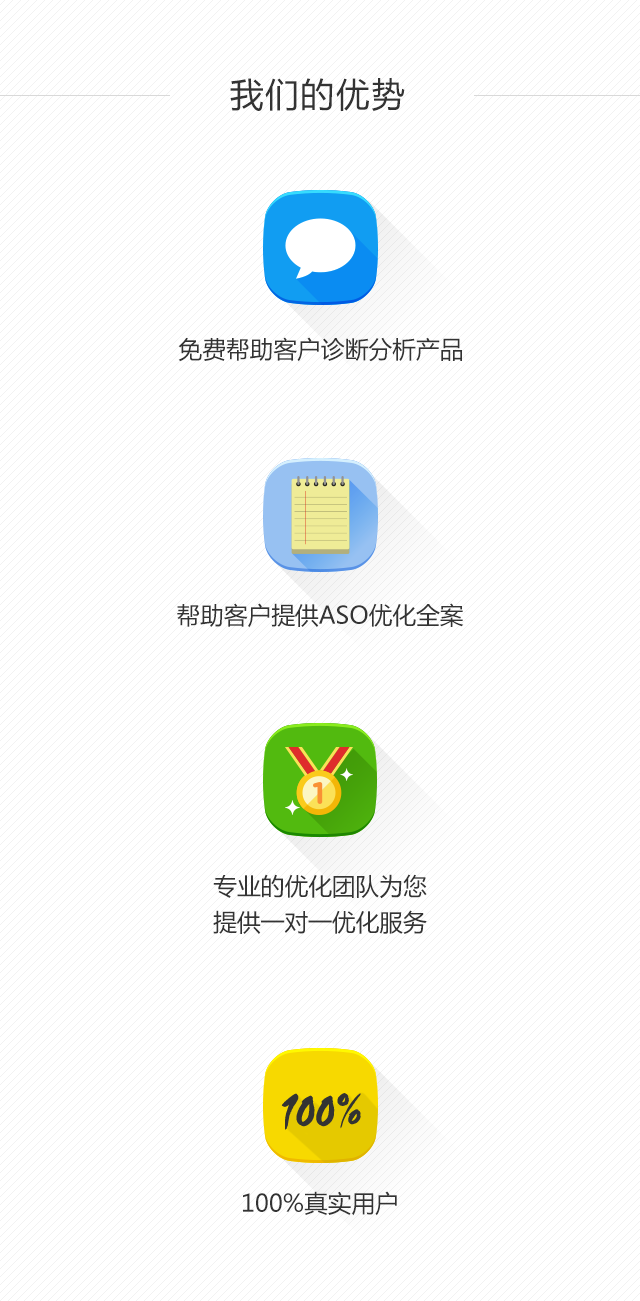 我们的优势
免费帮助客户诊断分析产品
帮助客户提供ASO优化全案
1
专业的优化团队为您
提供一对一优化服务
100%
100%真实用户